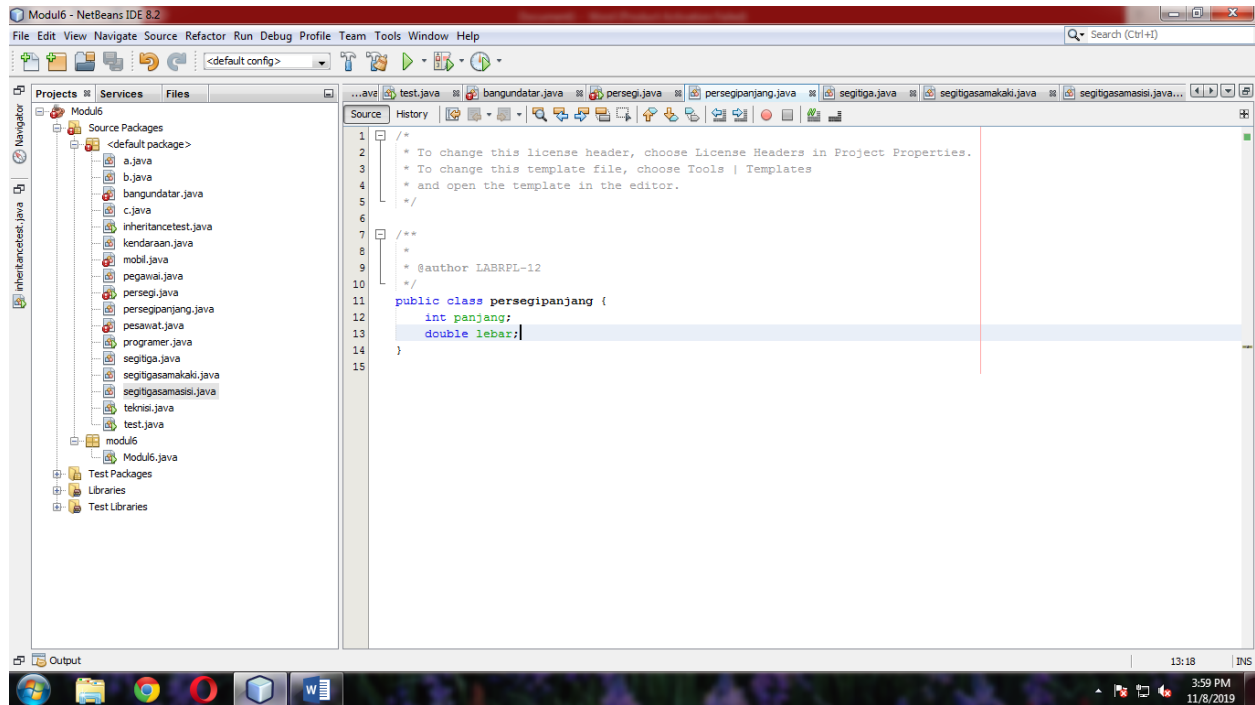 Modul6 - NetBeans IDE 8.2
File Edit View Navigate Source Refactor Run Debug Profile Team Tools Window Help
Search (Ctrl+I)
<default config>
Projects Services Files
...ava test.java bangundatar.java persegi.java persegipanjang.java segitiga.java segitigasamakaki.java segitigasamasisi.java...
Source History
Navigator
inheritancetest.java
Modul6
Source Packages
<default package>
a.java
b.java
bangundatar.java
c.java
inheritancetest.java
kendaraan.java
mobil.java
pegawai.java
persegi.java
persegipanjang.java
pesawat.java
programer.java
segitiga.java
segitigasamakaki.java
segitigasamasisi.java
teknisi.java
test.java
modul6
Modul6.java
Test Packages
Libraries
Test Libraries
1 /*
2 * To change this license header, choose License Headers in Project Properties.
3 * To change this template file, choose Tools | Templates
4 * and open the template in the editor.
5 */
6
7 /**
8 *
9 * @author LABRPL-12
10 */
11 public class persegipanjang {
12 int panjang;
13 double lebar;
14 }
15
Output
13:18 INS
3:59 PM
11/8/2019